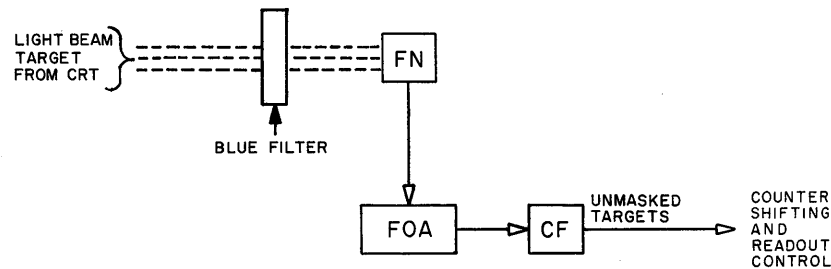 LIGHT BEAM
TARGET
FROM CRT
FN
BLUE FILTER
FOA
CF
UNMASKED
TARGETS
COUNTER
SHIFTING
AND
READOUT
CONTROL